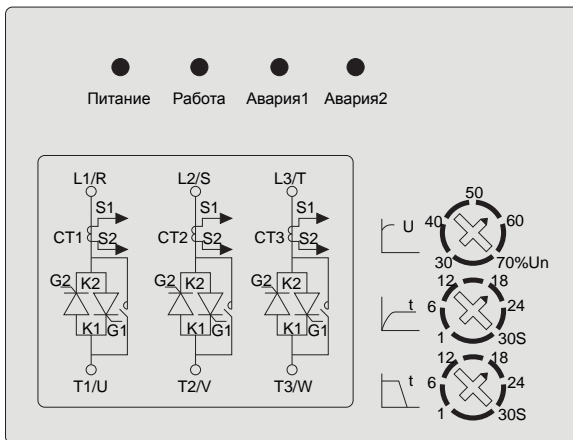 Питание Работа Авария1 Авария2
L1/R L2/S L3/T
S1 S1 S1
CT1 S2 CT2 S2 CT3 S2
G2 K2 G2 K2 G2 K2
K1 G1 K1 G1 K1 G1
T1/U T2/V T3/W
50
U 40 60
30 70%Un
12 18
t 6 24
1 30S
12 18
t 6 24
1 30S